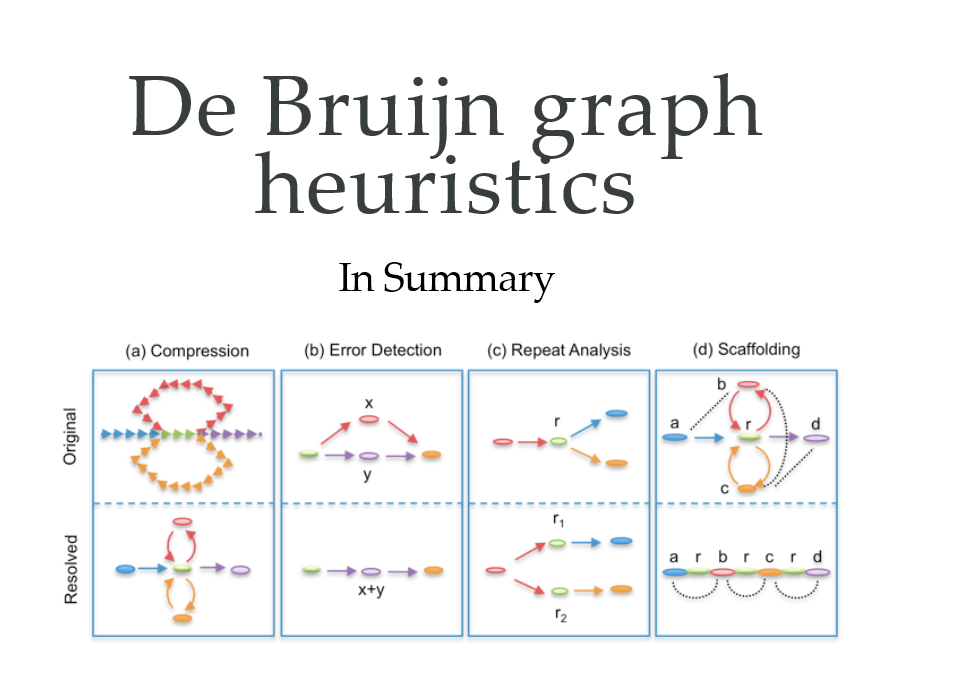 De Bruijn graph
heuristics
In Summary
(a) Compression (b) Error Detection (c) Repeat Analysis (d) Scaffolding
Original
x
y
r
b
a r d
c
Resolved
x+y
r1
r2
a r b r c r d